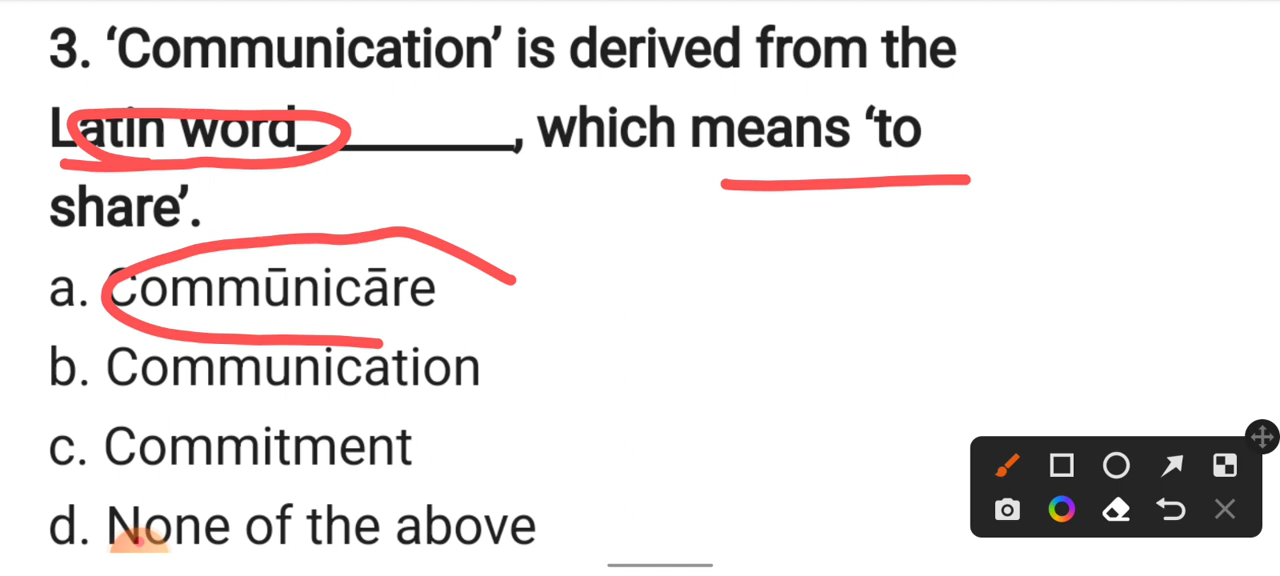 3. ‘Communication’ is derived from the
Latin word________, which means ‘to
share’.
a. Commūnicāre
b. Communication
c. Commitment
d. None of the above